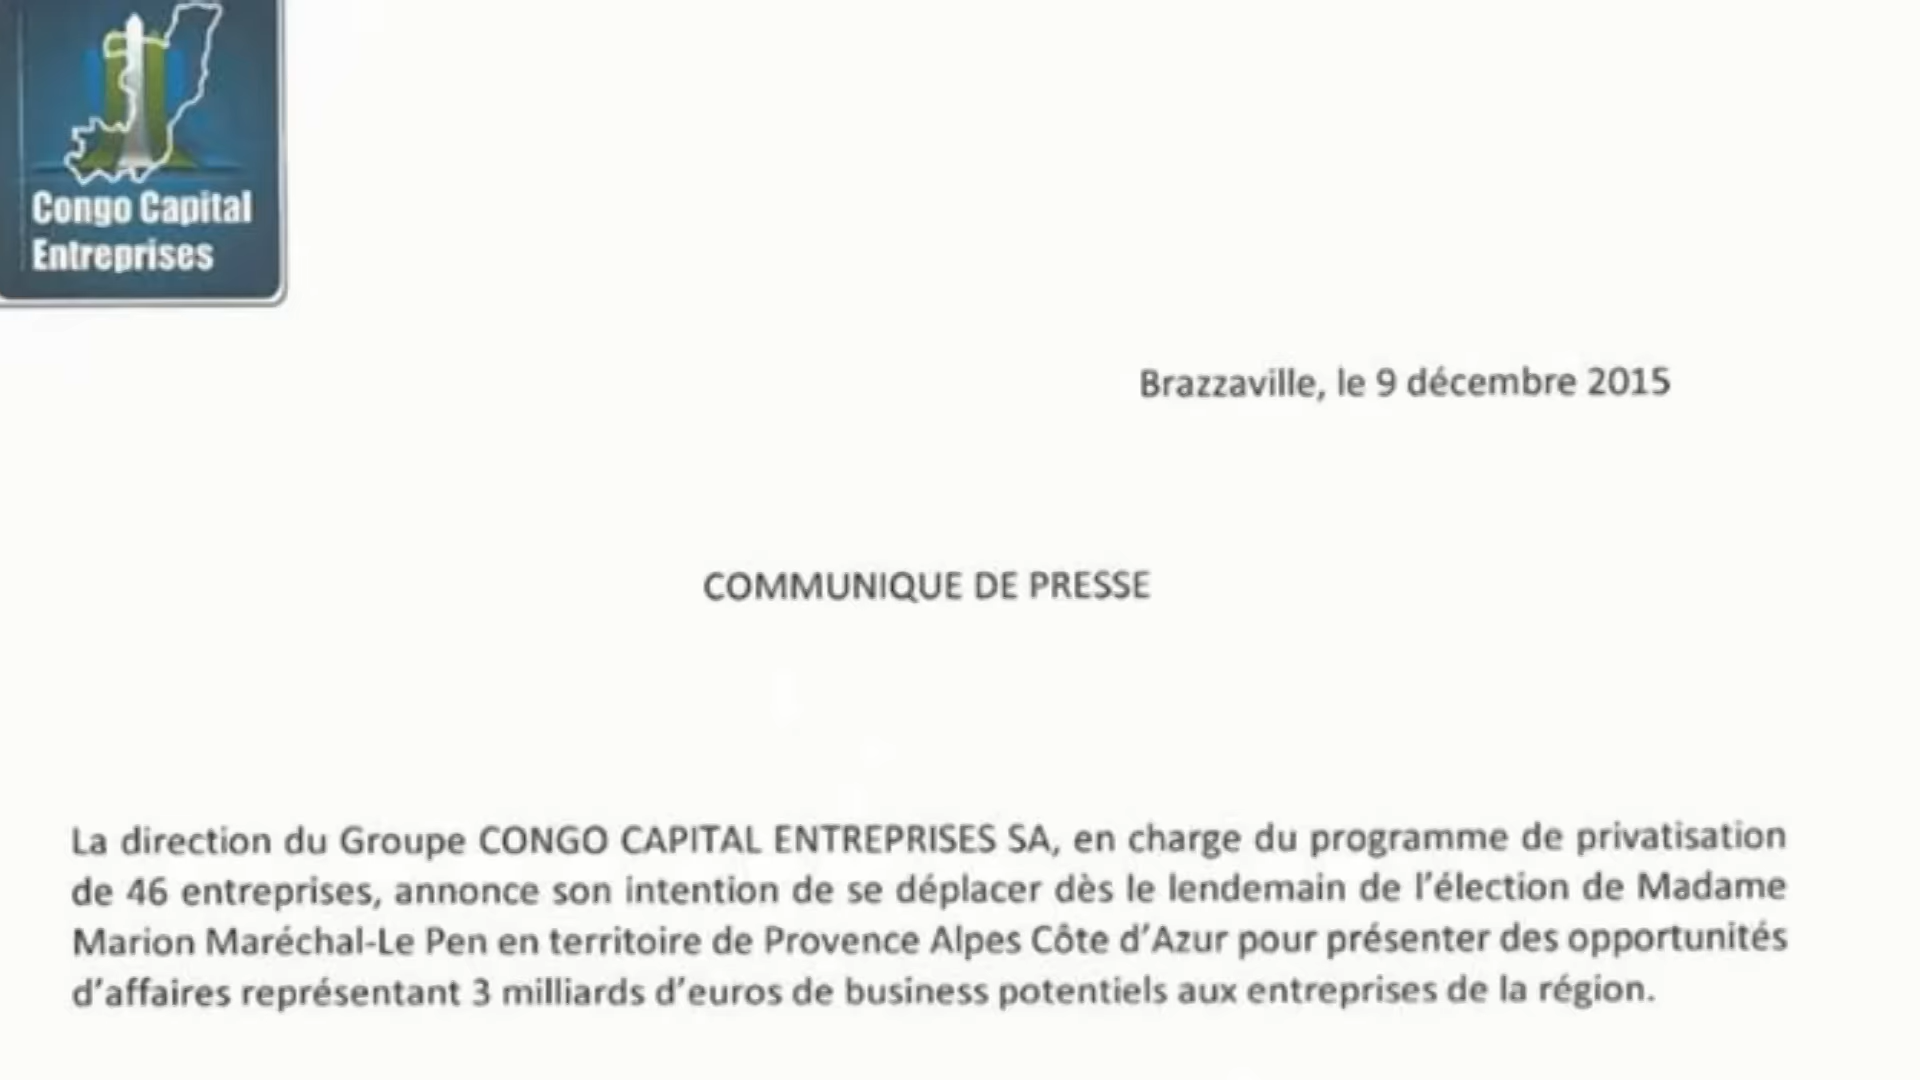 Congo Capital
Entreprises
Brazzaville, le 9 décembre 2015
COMMUNIQUE DE PRESSE
La direction du Groupe CONGO CAPITAL ENTREPRISES SA, en charge du programme de privatisation
de 46 entreprises, annonce son intention de se déplacer dès le lendemain de l'élection de Madame
Marion Maréchal-Le Pen en territoire de Provence Alpes Côte d'Azur pour présenter des opportunités
d'affaires représentant 3 milliards d'euros de business potentiels aux entreprises de la région.